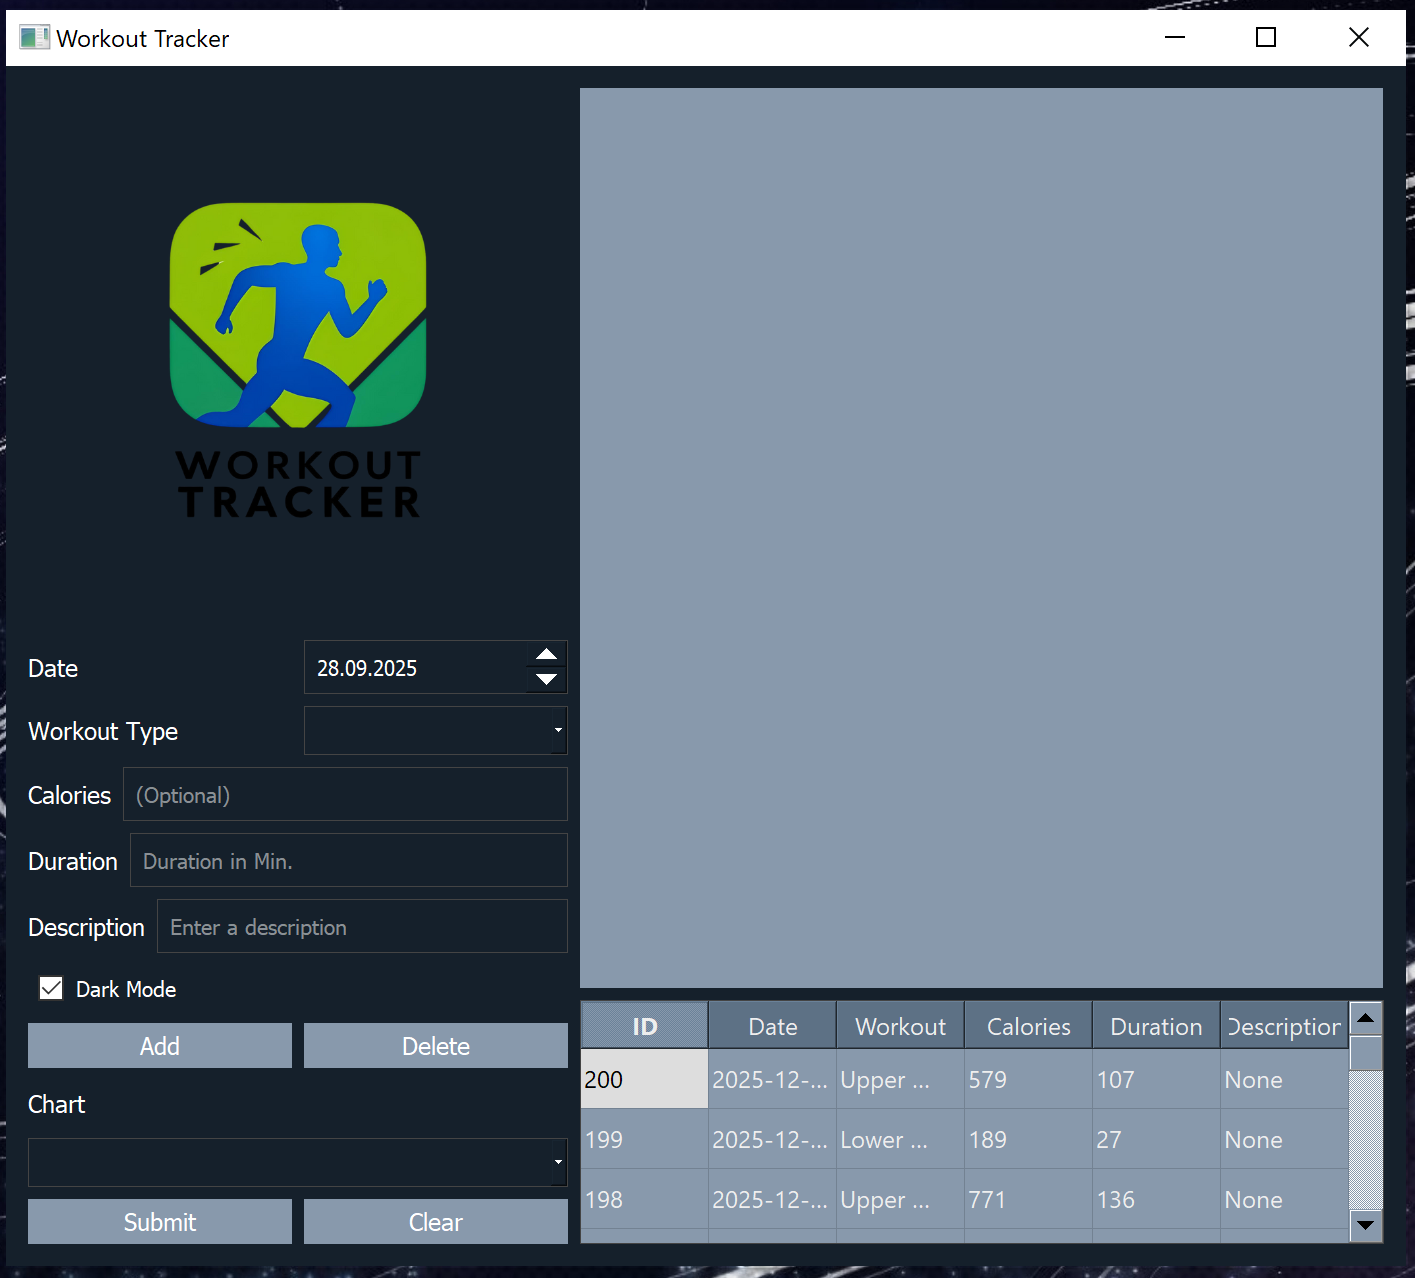 Workout Tracker
WORKOUT
TRACKER
Date
28.09.2025
Workout Type
Calories
(Optional)
Duration
Duration in Min.
Description
Enter a description
Dark Mode
Add
Delete
Chart
Submit
Clear
ID Date Workout Calories Duration Description
200 2025-12-... Upper ... 579 107 None
199 2025-12-... Lower ... 189 27 None
198 2025-12-... Upper ... 771 136 None